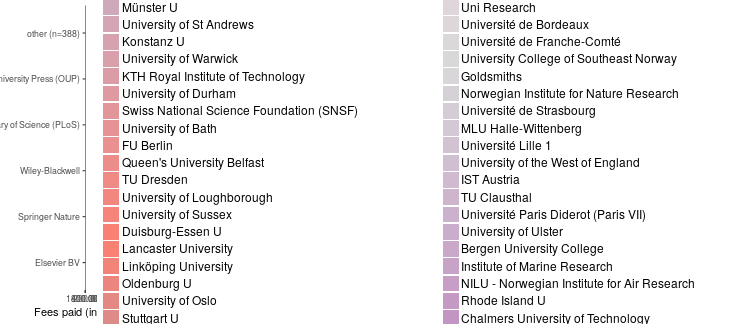 other (n=388)
niversity Press (OUP)
ary of Science (PLoS)
Wiley-Blackwell
Springer Nature
Elsevier BV
Fees paid (in
Münster U
University of St Andrews
Konstanz U
University of Warwick
KTH Royal Institute of Technology
University of Durham
Swiss National Science Foundation (SNSF)
University of Bath
FU Berlin
Queen's University Belfast
TU Dresden
University of Loughborough
University of Sussex
Duisburg-Essen U
Lancaster University
Linköping University
Oldenburg U
University of Oslo
Stuttgart U
Uni Research
Université de Bordeaux
Université de Franche-Comté
University College of Southeast Norway
Goldsmiths
Norwegian Institute for Nature Research
Université de Strasbourg
MLU Halle-Wittenberg
Université Lille 1
University of the West of England
IST Austria
TU Clausthal
Université Paris Diderot (Paris VII)
University of Ulster
Bergen University College
Institute of Marine Research
NILU - Norwegian Institute for Air Research
Rhode Island U
Chalmers University of Technology